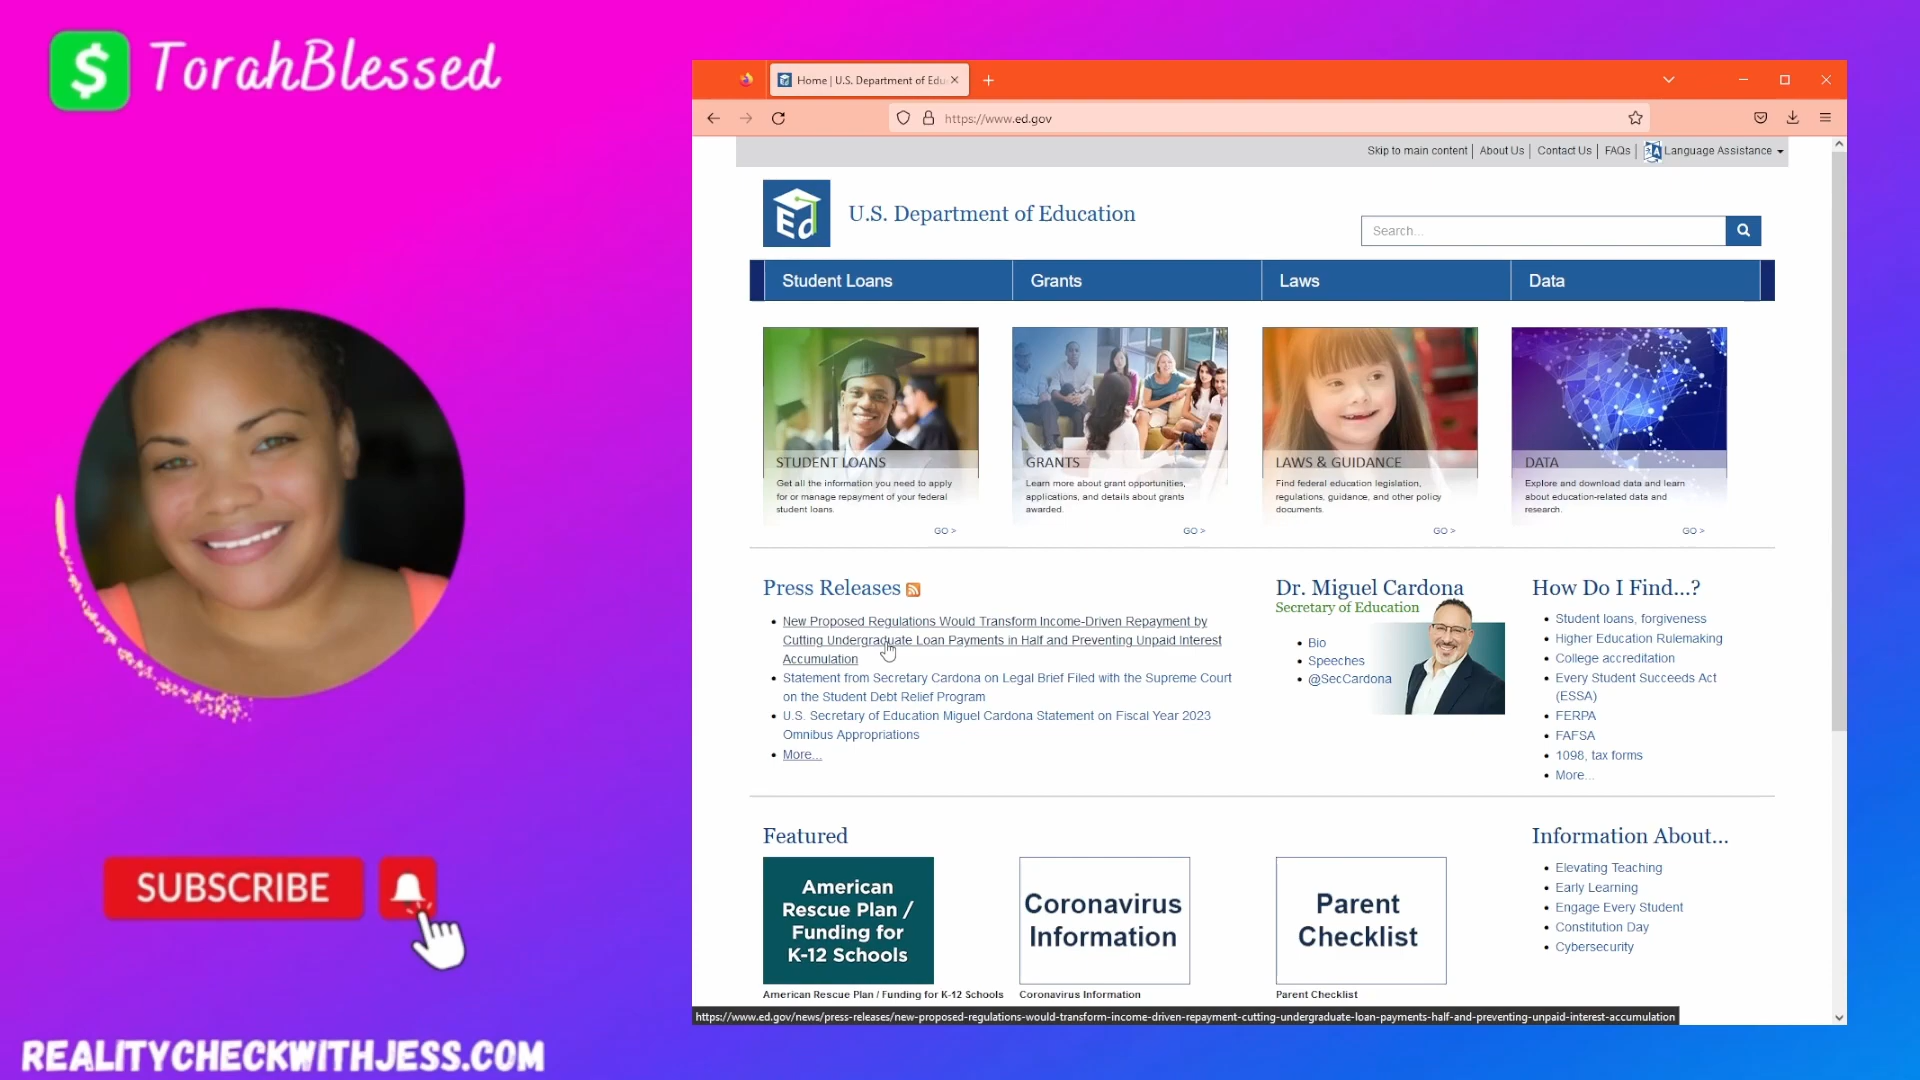 $ TorahBlessed
SUBSCRIBE
REALITYCHECKWITHJESS.COM
Home | U.S. Department of Edu
https://www.ed.gov
Skip to main content | About Us | Contact Us | FAQs | Language Assistance
Ed
U.S. Department of Education
Search...
Student Loans
Grants
Laws
Data
STUDENT LOANS
Get all the information you need to apply
for or manage repayment of your federal
student loans.
GO >
GRANTS
Learn more about grant opportunities,
applications, and details about grants
awarded.
GO >
LAWS & GUIDANCE
Find federal education legislation,
regulations, guidance, and other policy
documents.
GO >
DATA
Explore and download data and learn
about education-related data and
research.
GO >
Press Releases
New Proposed Regulations Would Transform Income-Driven Repayment by
Cutting Undergraduate Loan Payments in Half and Preventing Unpaid Interest
Accumulation
Statement from Secretary Cardona on Legal Brief Filed with the Supreme Court
on the Student Debt Relief Program
U.S. Secretary of Education Miguel Cardona Statement on Fiscal Year 2023
Omnibus Appropriations
More...
Dr. Miguel Cardona
Secretary of Education
Bio
Speeches
@SecCardona
How Do I Find...?
Student loans, forgiveness
Higher Education Rulemaking
College accreditation
Every Student Succeeds Act
(ESSA)
FERPA
FAFSA
1098, tax forms
More...
Featured
American
Rescue Plan /
Funding for
K-12 Schools
American Rescue Plan / Funding for K-12 Schools
Coronavirus
Information
Coronavirus Information
Parent
Checklist
Parent Checklist
Information About...
Elevating Teaching
Early Learning
Engage Every Student
Constitution Day
Cybersecurity
https://www.ed.gov/news/press-releases/new-proposed-regulations-would-transform-income-driven-repayment-cutting-undergraduate-loan-payments-half-and-preventing-unpaid-interest-accumulation